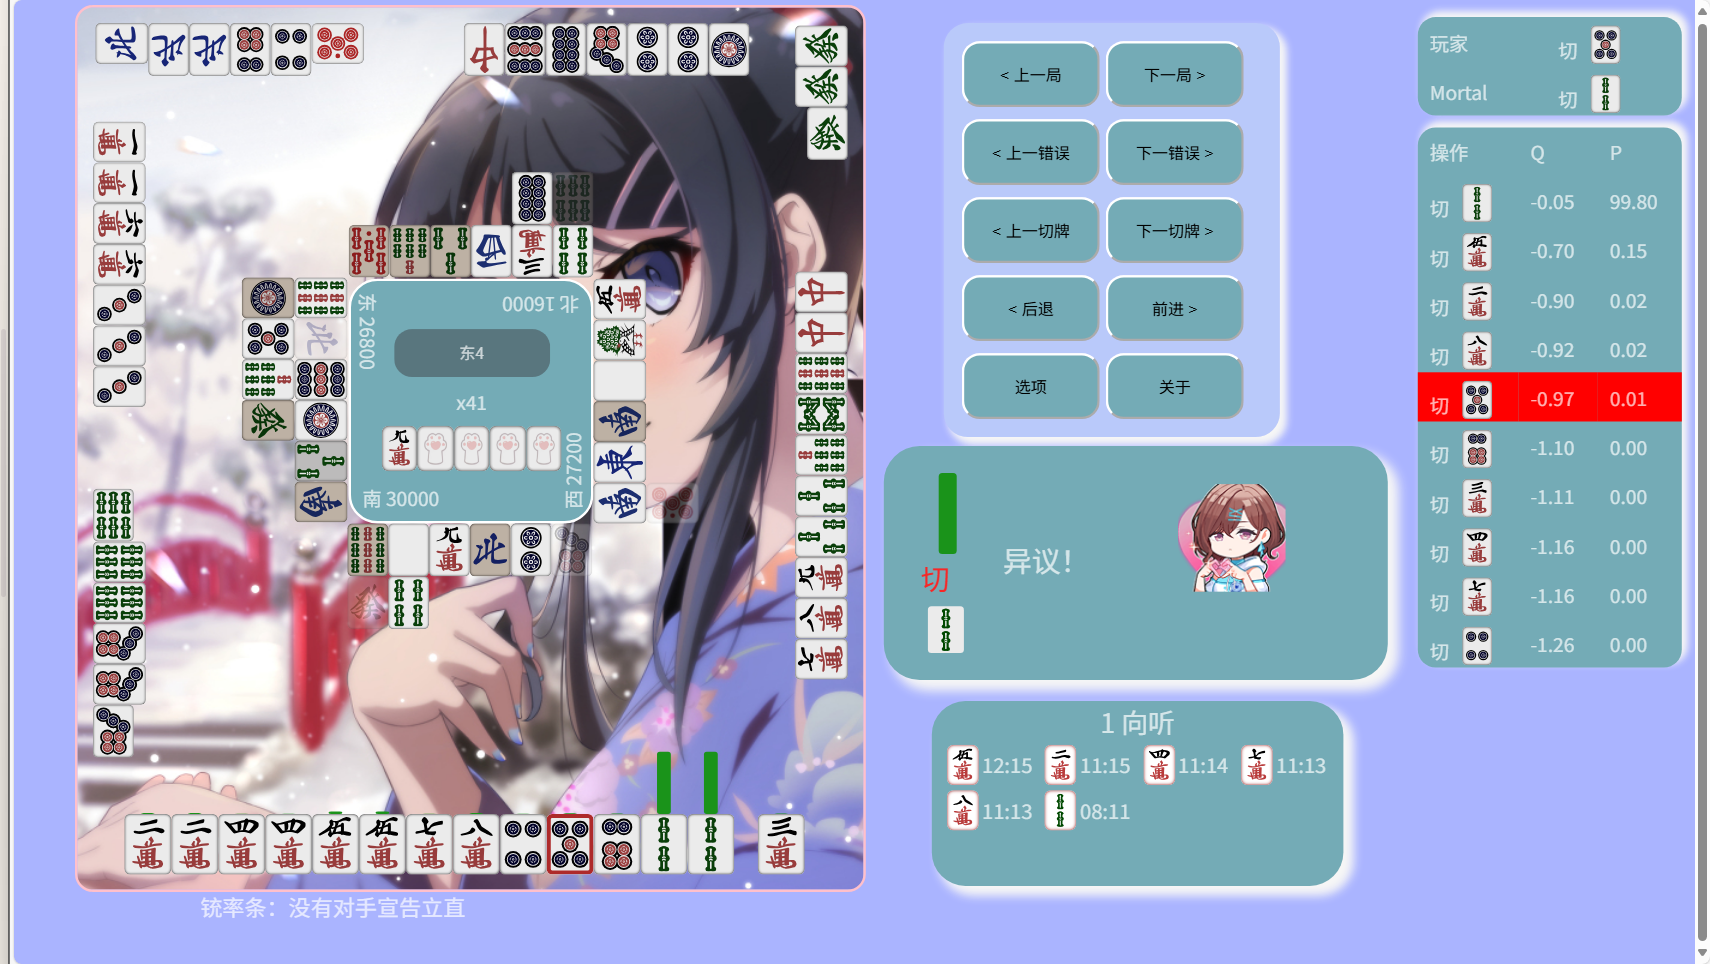 东 26800
北 16000
东4
x41
南 30000
西 27200
铳率条：没有对手宣告立直
< 上一局
下一局 >
< 上一错误
下一错误 >
< 上一切牌
下一切牌 >
< 后退
前进 >
选项
关于
切
异议！
1 向听
12:15
11:15
11:14
11:13
11:13
08:11
玩家 切
Mortal 切
操作 Q P
切 -0.05 99.80
切 -0.70 0.15
切 -0.90 0.02
切 -0.92 0.02
切 -0.97 0.01
切 -1.10 0.00
切 -1.11 0.00
切 -1.16 0.00
切 -1.16 0.00
切 -1.26 0.00